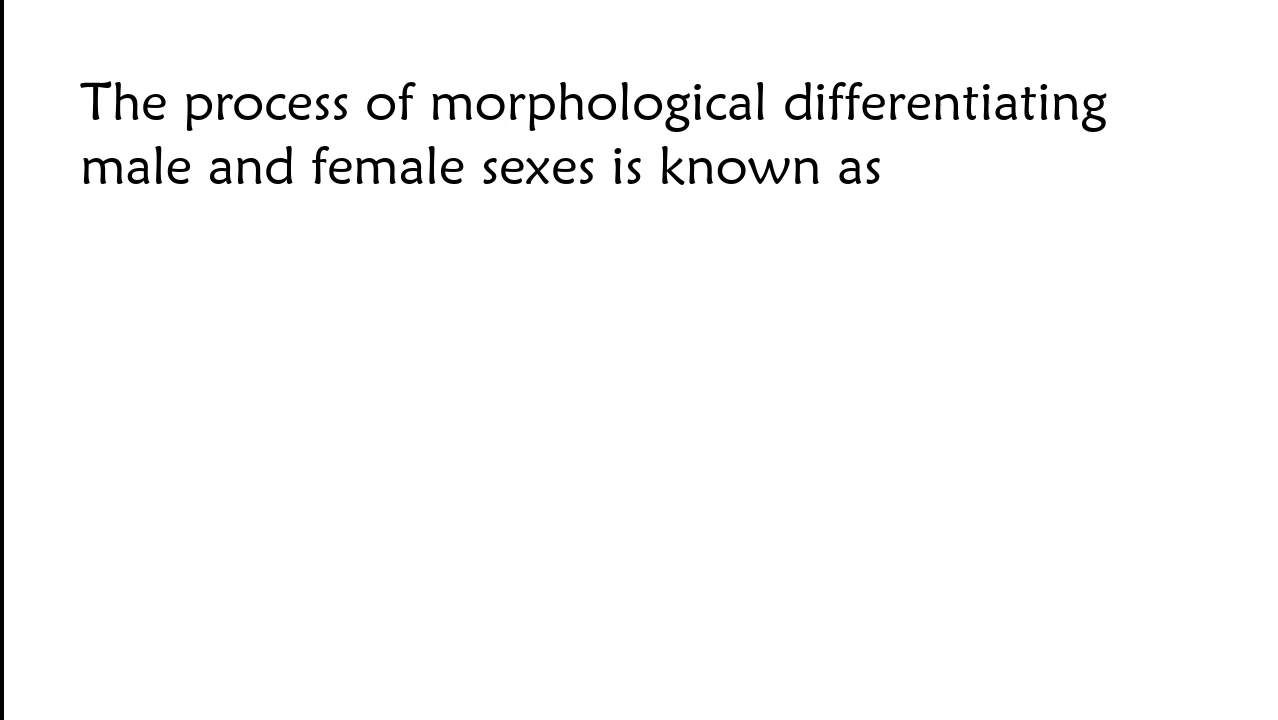 The process of morphological differentiating
male and female sexes is known as